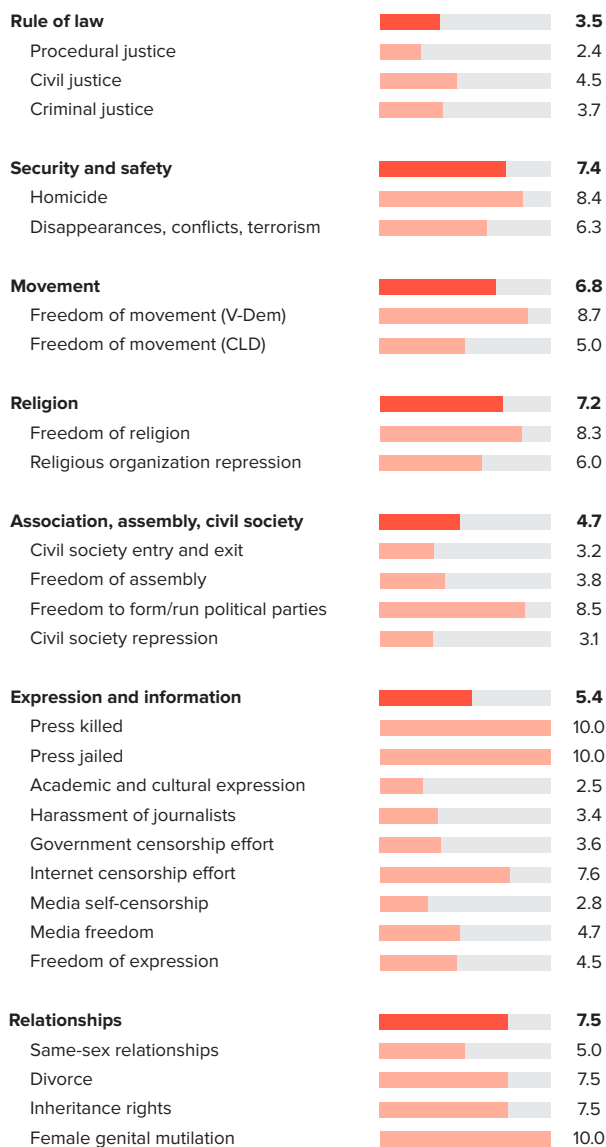 Rule of law 3.5
Procedural justice 2.4
Civil justice 4.5
Criminal justice 3.7
Security and safety 7.4
Homicide 8.4
Disappearances, conflicts, terrorism 6.3
Movement 6.8
Freedom of movement (V-Dem) 8.7
Freedom of movement (CLD) 5.0
Religion 7.2
Freedom of religion 8.3
Religious organization repression 6.0
Association, assembly, civil society 4.7
Civil society entry and exit 3.2
Freedom of assembly 3.8
Freedom to form/run political parties 8.5
Civil society repression 3.1
Expression and information 5.4
Press killed 10.0
Press jailed 10.0
Academic and cultural expression 2.5
Harassment of journalists 3.4
Government censorship effort 3.6
Internet censorship effort 7.6
Media self-censorship 2.8
Media freedom 4.7
Freedom of expression 4.5
Relationships 7.5
Same-sex relationships 5.0
Divorce 7.5
Inheritance rights 7.5
Female genital mutilation 10.0